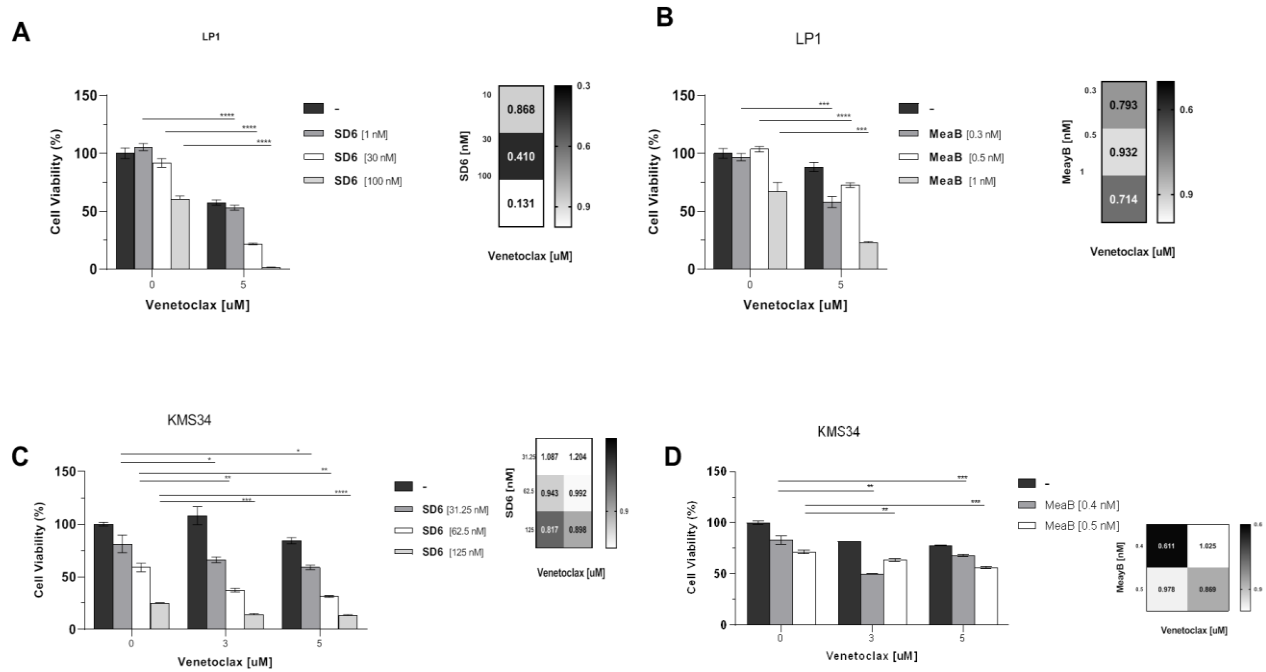 A
LP1
Cell Viability (%)
150
100
50
0
0
5
Venetoclax [uM]
****
****
****
-
SD6 [1 nM]
SD6 [30 nM]
SD6 [100 nM]
SD6 [nM]
10
30
100
0.868
0.410
0.131
0.3
0.6
0.9
Venetoclax [uM]
B
LP1
Cell Viability (%)
150
100
50
0
0
5
Venetoclax [uM]
***
****
***
-
MeaB [0.3 nM]
MeaB [0.5 nM]
MeaB [1 nM]
MeayB [nM]
0.3
0.5
1
0.793
0.932
0.714
0.6
0.9
Venetoclax [uM]
C
KMS34
Cell Viability (%)
150
100
50
0
0
3
5
Venetoclax [uM]
*
*
**
**
****
***
-
SD6 [31.25 nM]
SD6 [62.5 nM]
SD6 [125 nM]
SD6 [nM]
31.25
62.5
125
1.087 1.204
0.943 0.992
0.817 0.898
0.9
Venetoclax [uM]
D
KMS34
Cell Viability (%)
150
100
50
0
0
3
5
Venetoclax [uM]
***
**
***
**
-
MeaB [0.4 nM]
MeaB [0.5 nM]
MeayB [nM]
0.4
0.5
0.611 1.025
0.978
Venetoclax [uM]